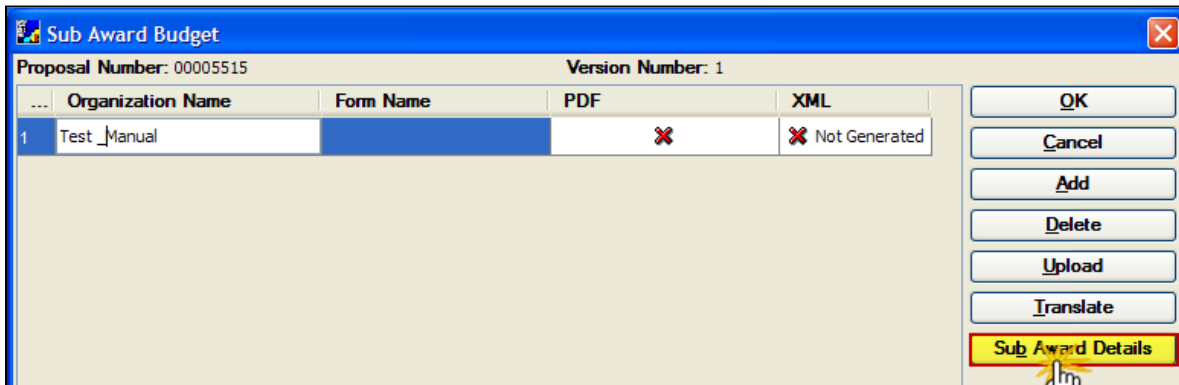 Sub Award Budget
Proposal Number: 00005515 Version Number: 1
... Organization Name Form Name PDF XML
1 Test _Manual Not Generated
OK
Cancel
Add
Delete
Upload
Translate
Sub Award Details